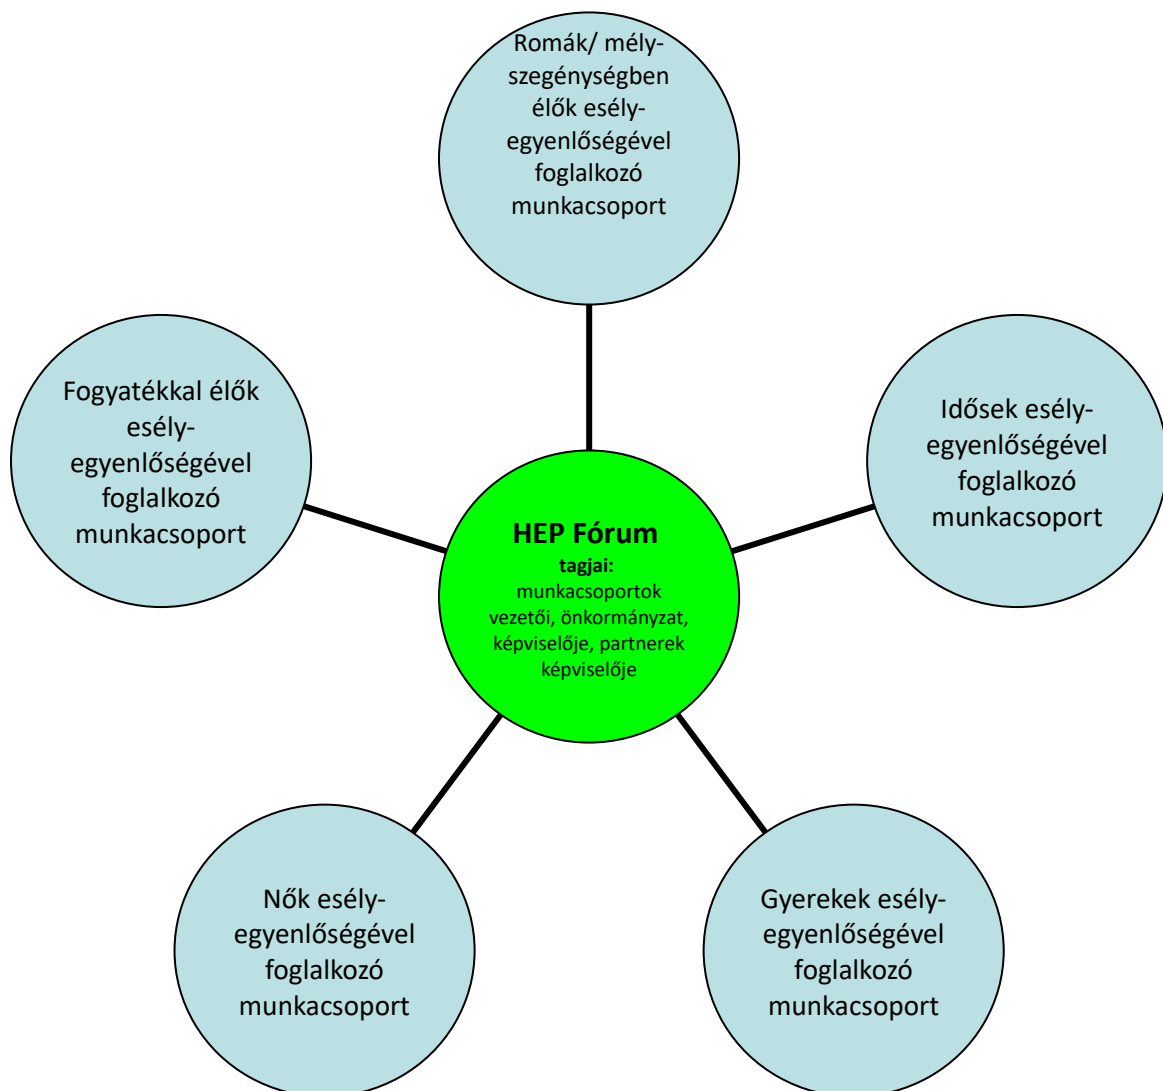 Romák/ mély-
szegénységben
élők esély-
egyenlőségével
foglalkozó
munkacsoport
Fogyatékkal élők
esély-
egyenlőségével
foglalkozó
munkacsoport
Idősek esély-
egyenlőségével
foglalkozó
munkacsoport
HEP Fórum
tagjai:
munkacsoportok
vezetői, önkormányzat,
képviselője, partnerek
képviselője
Nők esély-
egyenlőségével
foglalkozó
munkacsoport
Gyerekek esély-
egyenlőségével
foglalkozó
munkacsoport